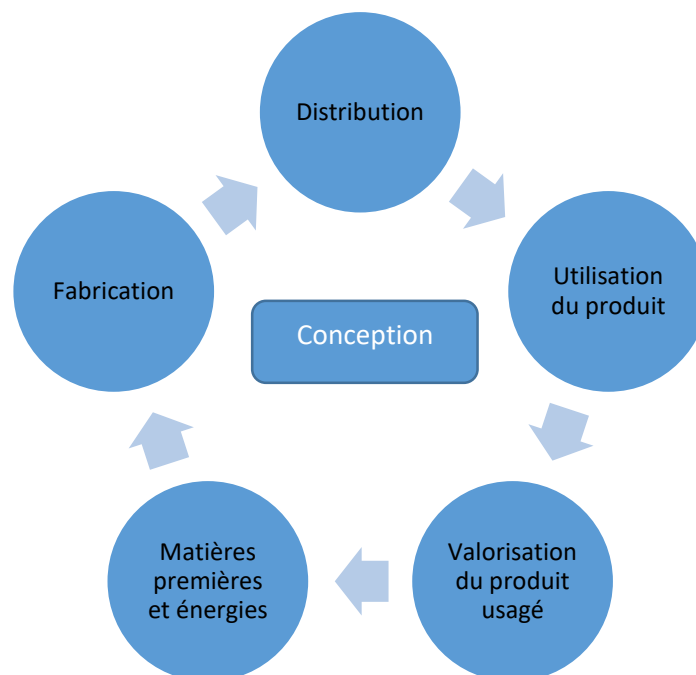 Distribution
Utilisation
du produit
Fabrication
Conception
Valorisation
du produit
usagé
Matières
premières
et énergies